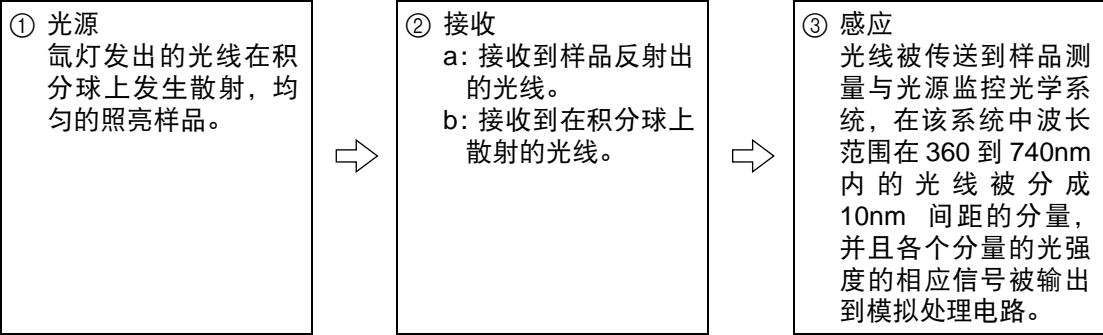 ① 光源
氙灯发出的光线在积
分球上发生散射，均
匀的照亮样品。
② 接收
a：接收到样品反射出
的光线。
b：接收到在积分球上
散射的光线。
③ 感应
光线被传送到样品测
量与光源监控光学系
统，在该系统中波长
范围在 360 到 740nm
内的光线被分成
10nm 间距的分量，
并且各个分量的光强
度的相应信号被输出
到模拟处理电路。